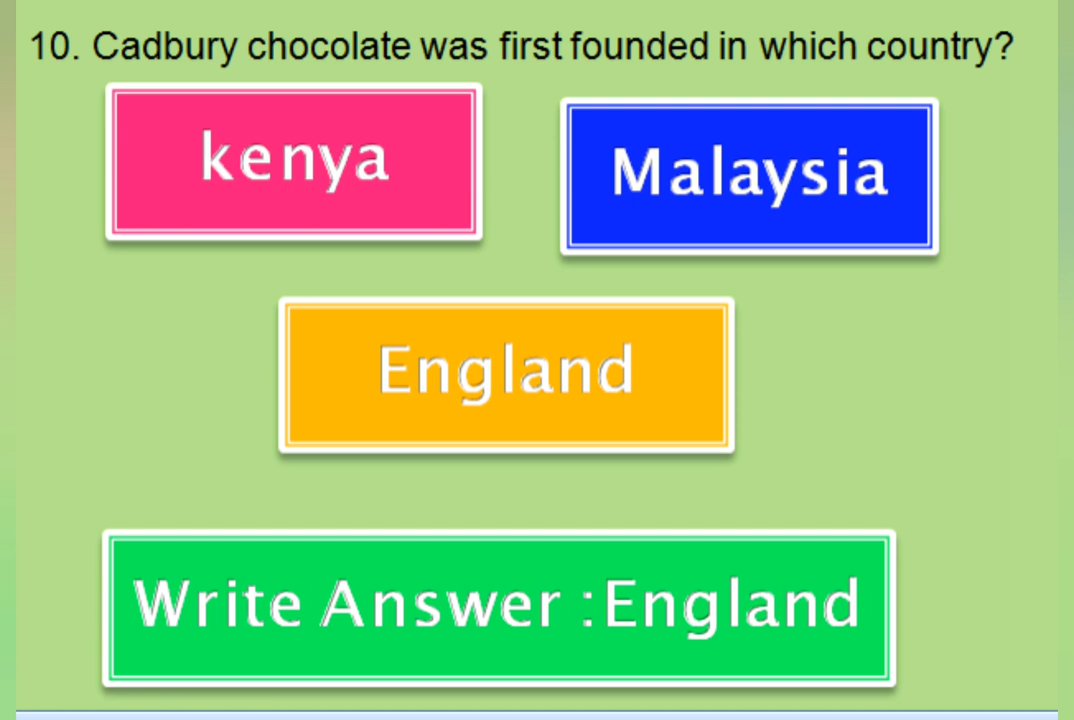 10. Cadbury chocolate was first founded in which country?
kenya
Malaysia
England
Write Answer :England